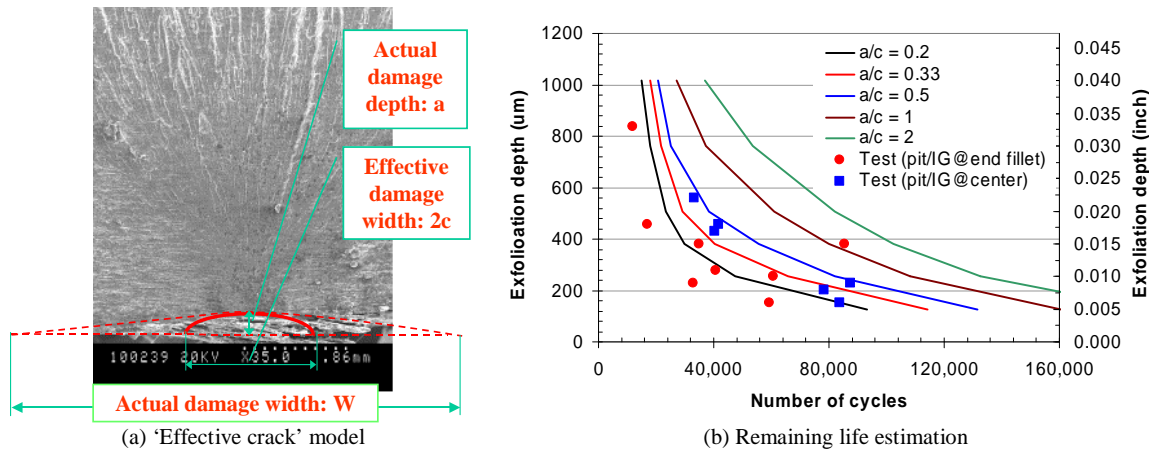 Actual
damage
depth: a
Effective
damage
width: 2c
100239 20KV X35.0 .86mm
Actual damage width: W
(a) ‘Effective crack’ model
Exfolioation depth (um)
1200
1000
800
600
400
200
0
a/c = 0.2
a/c = 0.33
a/c = 0.5
a/c = 1
a/c = 2
Test (pit/IG@end fillet)
Test (pit/IG@center)
0.045
0.040
0.035
0.030
0.025
0.020
0.015
0.010
0.005
0.000
Exfoliation depth (inch)
0 40,000 80,000 120,000 160,000
Number of cycles
(b) Remaining life estimation